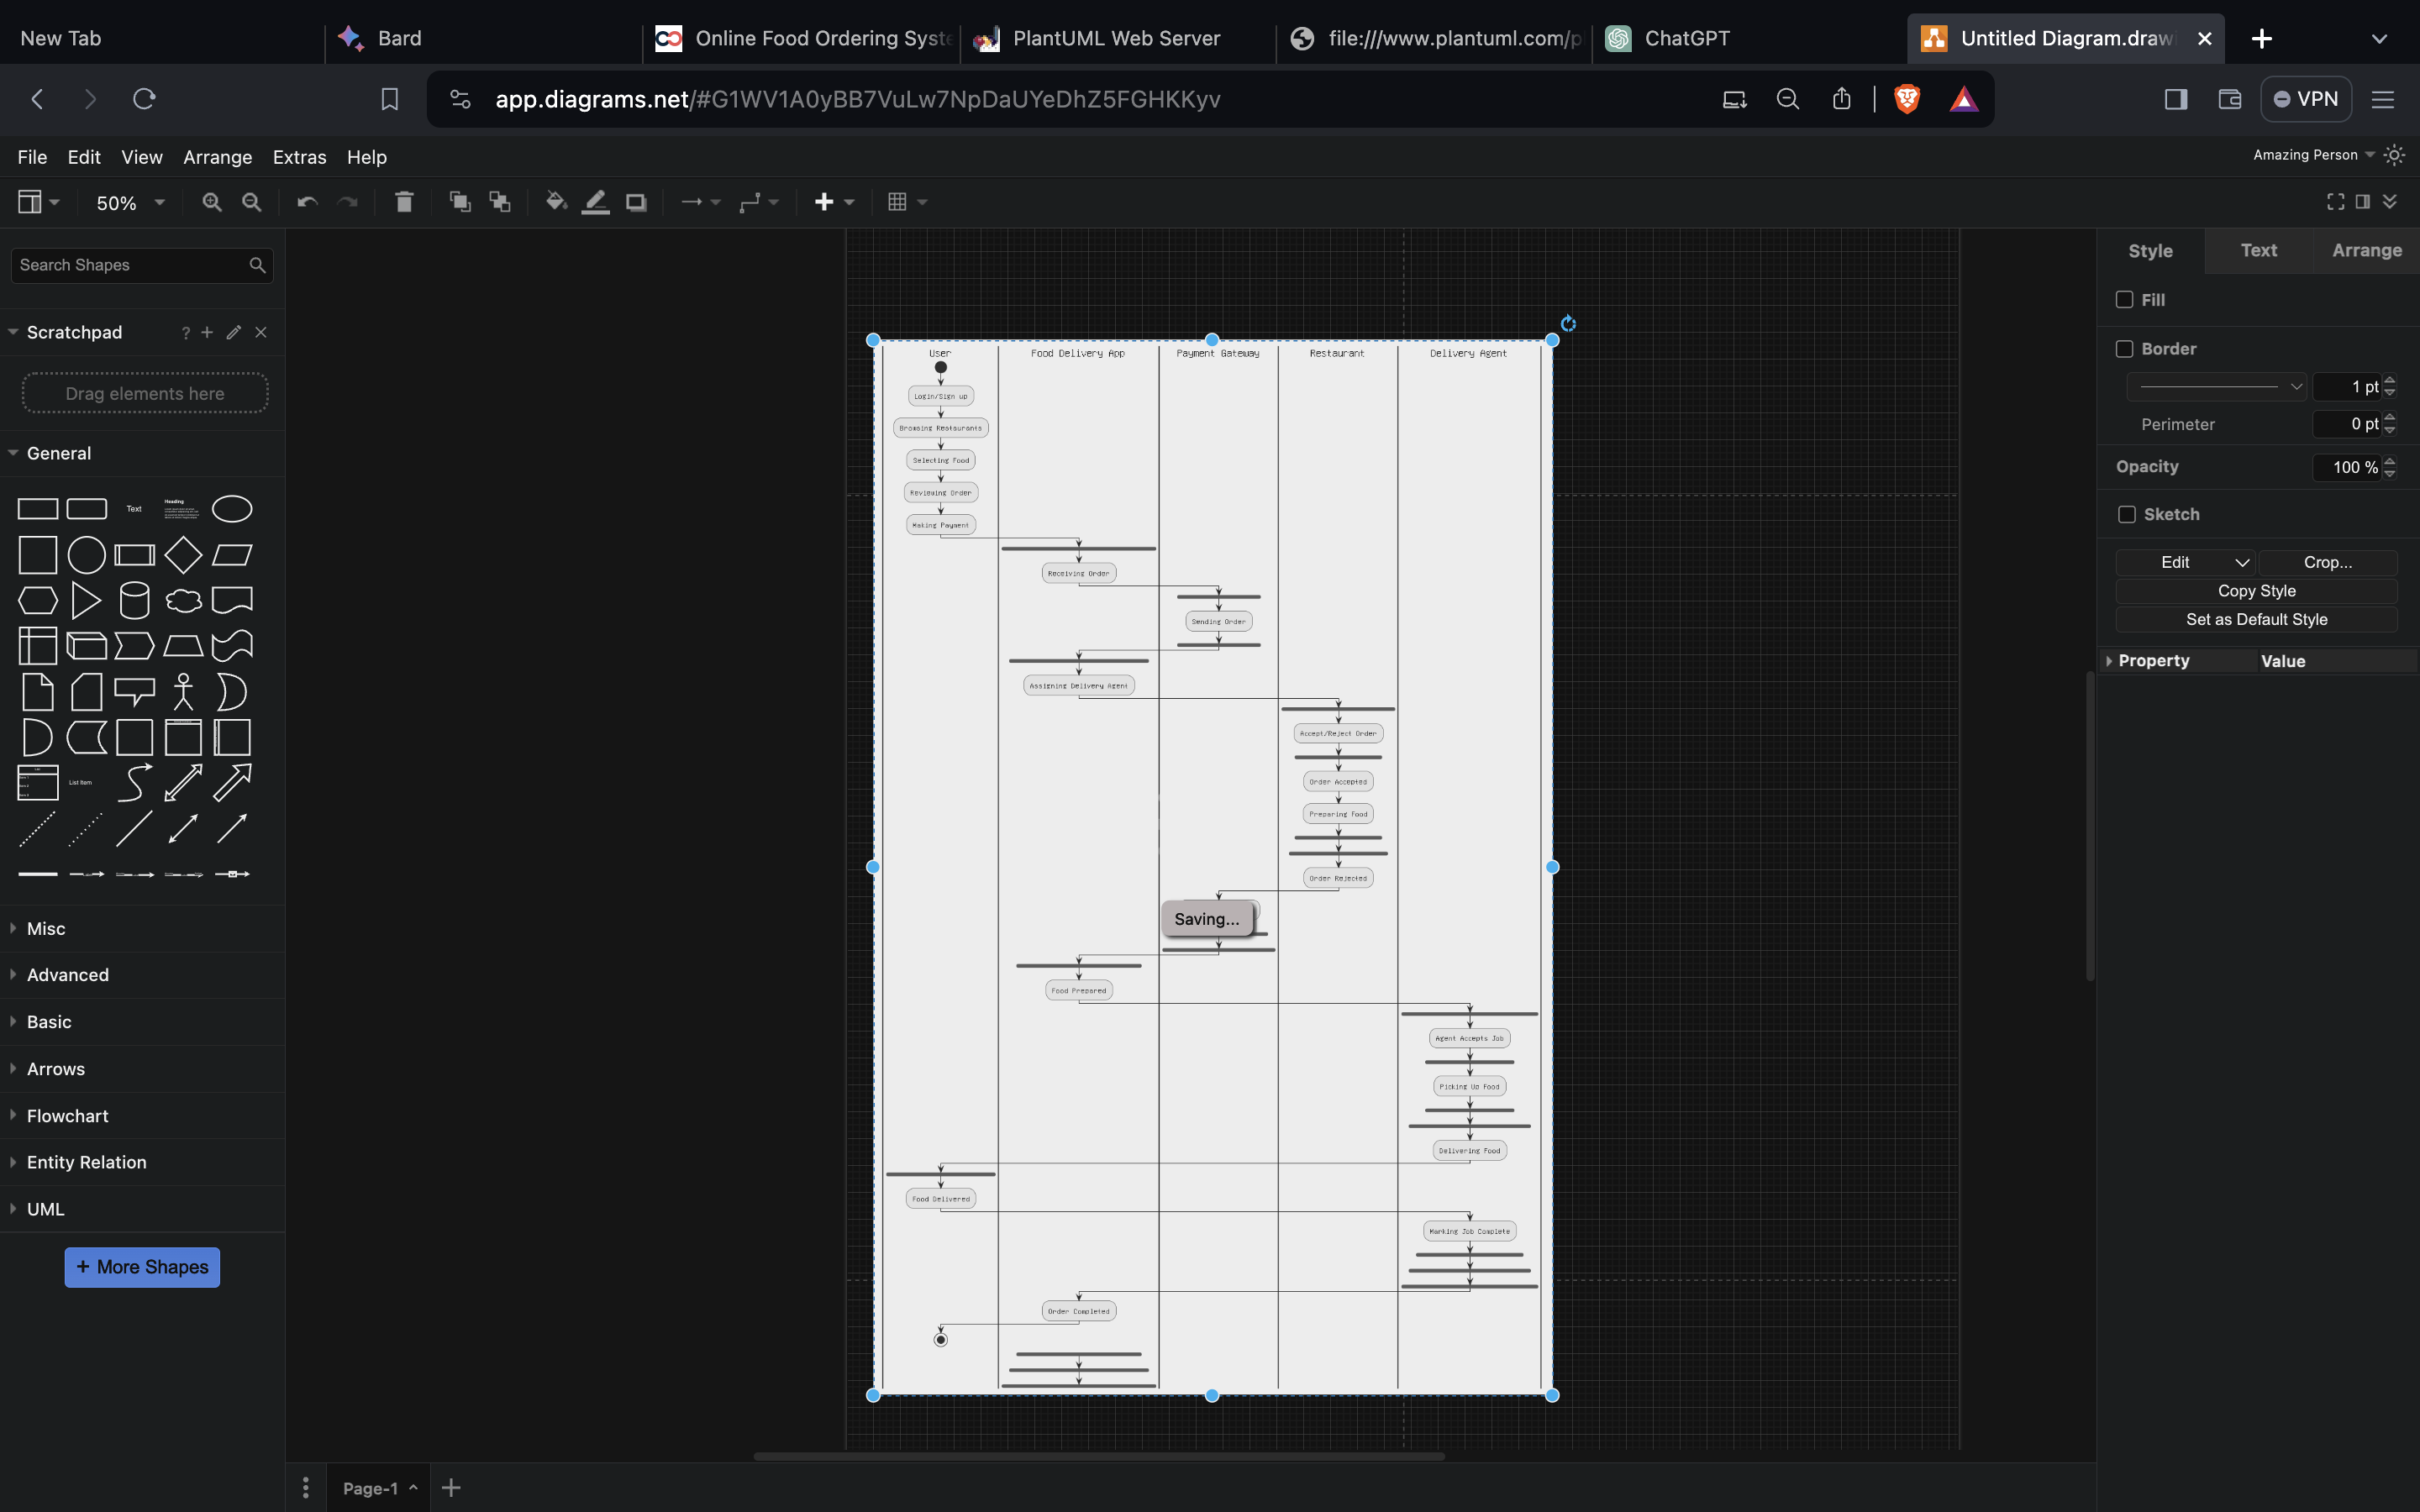 New Tab
Bard
Online Food Ordering Syste
PlantUML Web Server
file:///www.plantuml.com/p
ChatGPT
Untitled Diagram.draw
app.diagrams.net/#G1WV1A0yBB7VuLw7NpDaUYeDhZ5FGHKKyv
VPN
File Edit View Arrange Extras Help
Amazing Person
50%
Search Shapes
Scratchpad
?
Drag elements here
General
Text
Heading
List Item
Misc
Advanced
Basic
Arrows
Flowchart
Entity Relation
UML
+ More Shapes
User
Food Delivery App
Payment Gateway
Restaurant
Delivery Agent
Login/Sign up
Browsing Restaurants
Selecting Food
Reviewing Order
Making Payment
Receiving Order
Sending Order
Assigning Delivery Agent
Accept/Reject Order
Order Accepted
Preparing Food
Order Rejected
Saving...
Food Prepared
Agent Accepts Job
Picking Up Food
Delivering Food
Food Delivered
Marking Job Complete
Order Completed
Page-1
Style
Text
Arrange
Fill
Border
1 pt
Perimeter
0 pt
Opacity
100 %
Sketch
Edit
Crop...
Copy Style
Set as Default Style
Property
Value